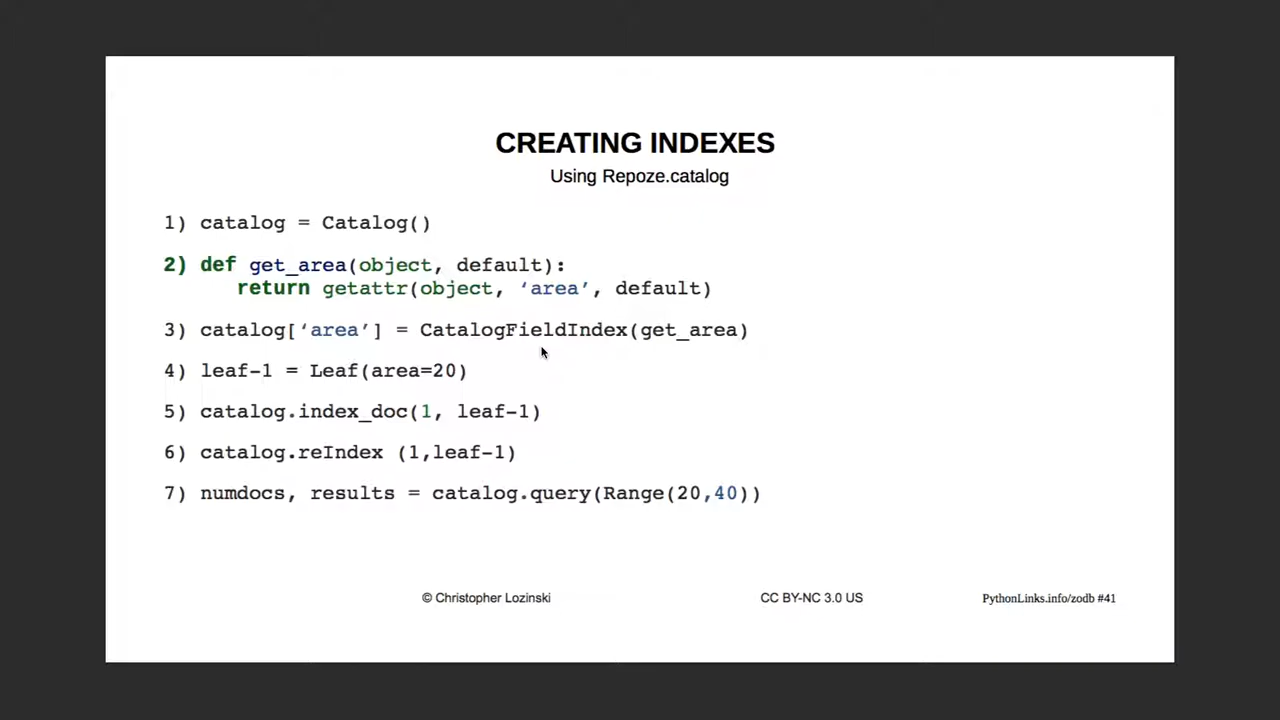 CREATING INDEXES
Using Repoze.catalog
1) catalog = Catalog()
2) def get_area(object, default):
return getattr(object, ‘area’, default)
3) catalog[‘area’] = CatalogFieldIndex(get_area)
4) leaf-1 = Leaf(area=20)
5) catalog.index_doc(1, leaf-1)
6) catalog.reIndex (1,leaf-1)
7) numdocs, results = catalog.query(Range(20,40))
© Christopher Lozinski CC BY-NC 3.0 US PythonLinks.info/zodb #41